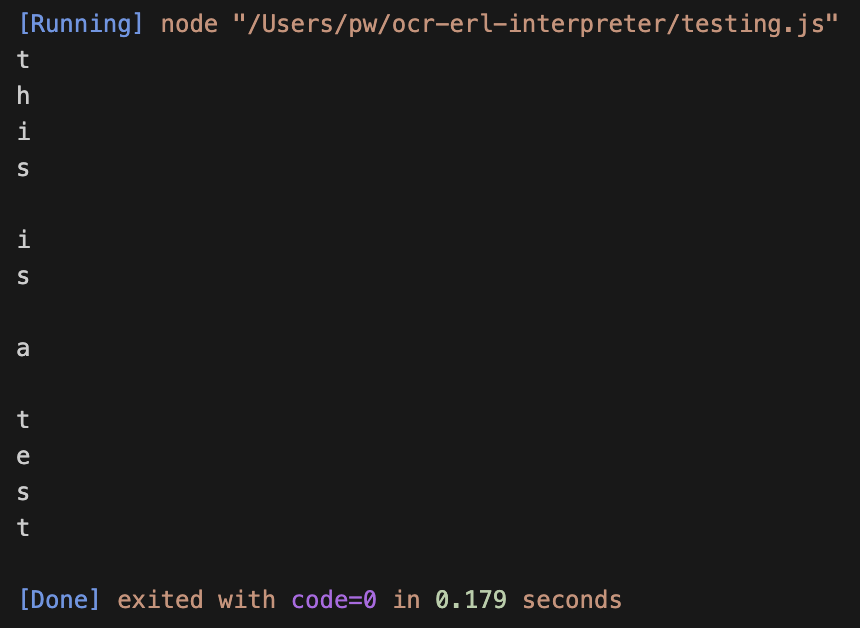 [Running] node "/Users/pw/ocr-erl-interpreter/testing.js"
t
h
i
s

i
s

a

t
e
s
t

[Done] exited with code=0 in 0.179 seconds